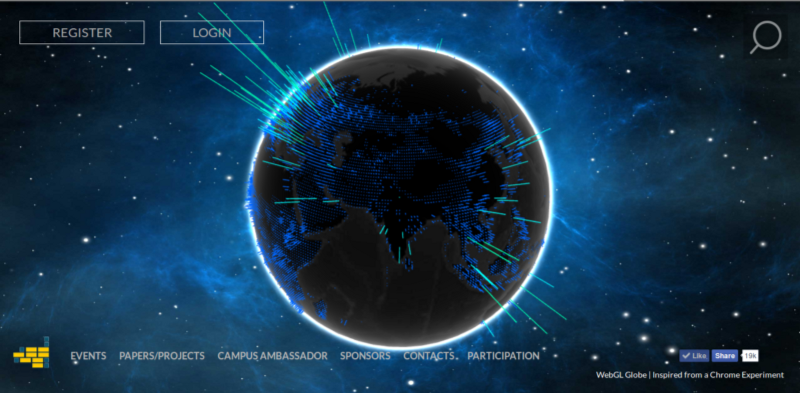 REGISTER
LOGIN
EVENTS PAPERS/PROJECTS CAMPUS AMBASSADOR SPONSORS CONTACTS. PARTICIPATION
Like Share 19k
WebGL Globe | Inspired from a Chrome Experiment